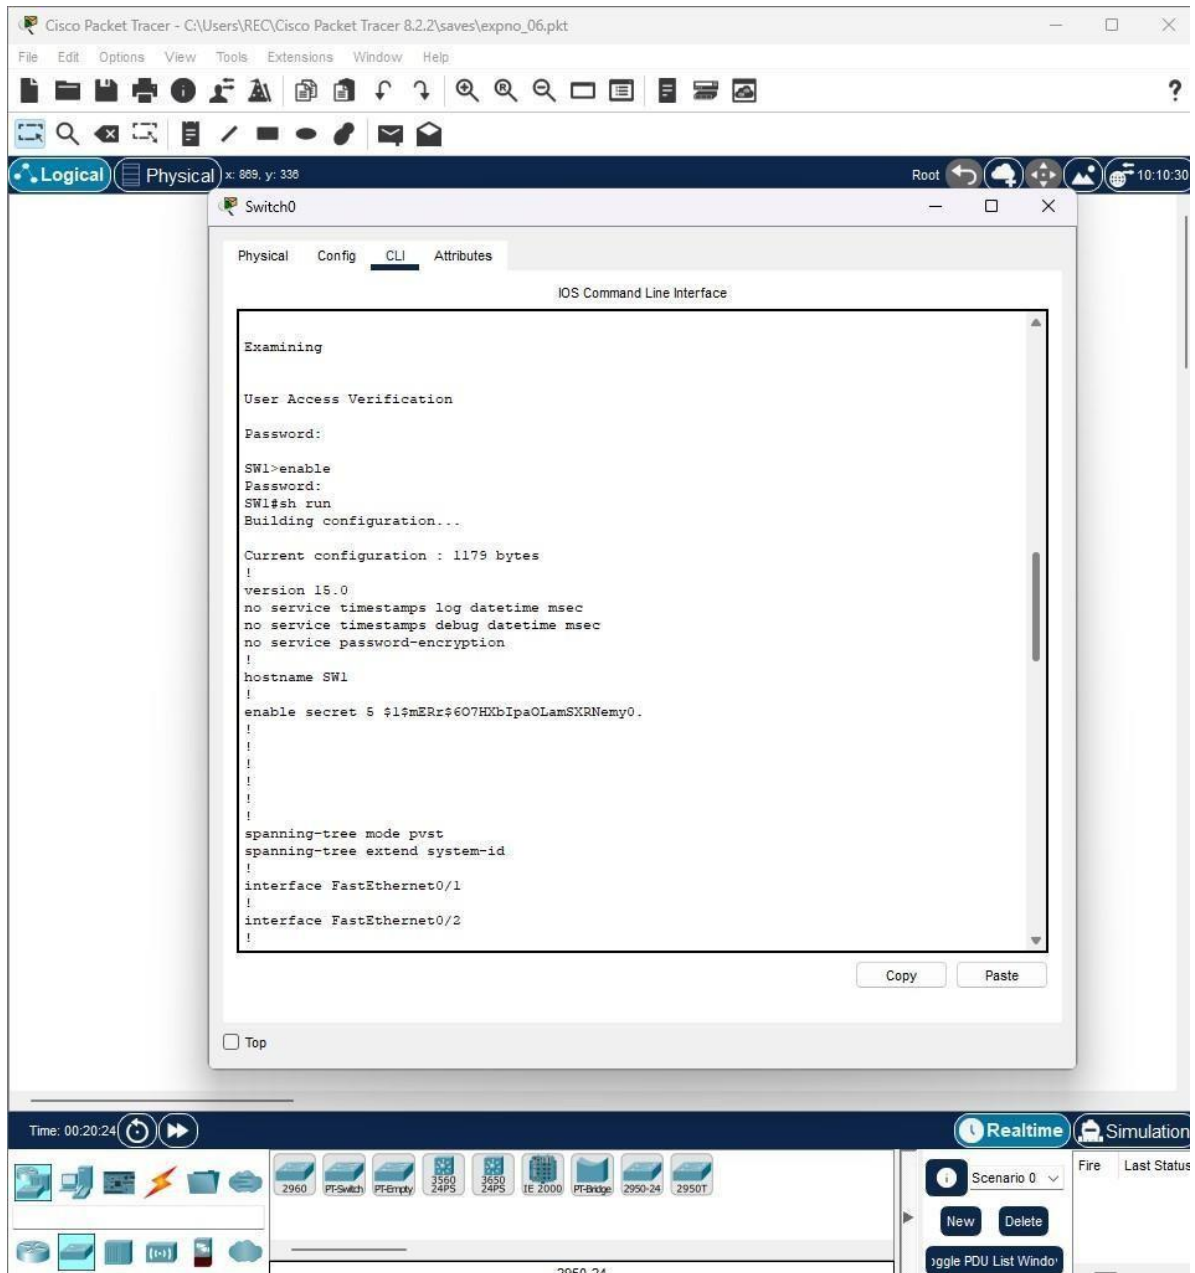 Cisco Packet Tracer - C:\Users\REC\Cisco Packet Tracer 8.2.2\saves\expno_06.pkt
File Edit Options View Tools Extensions Window Help
?
Logical Physical x: 869, y: 336 Root 10:10:30
Switch0
Physical Config CLI Attributes
IOS Command Line Interface
Examining
User Access Verification
Password:
SW1>enable
Password:
SW1#sh run
Building configuration...
Current configuration : 1179 bytes
!
version 15.0
no service timestamps log datetime msec
no service timestamps debug datetime msec
no service password-encryption
!
hostname SW1
!
enable secret 5 $1$mERr$6O7HXbIpaOLamSXRNemy0.
!
!
!
!
!
!
spanning-tree mode pvst
spanning-tree extend system-id
!
interface FastEthernet0/1
!
interface FastEthernet0/2
!
Copy Paste
Top
Time: 00:20:24 Realtime Simulation
2960 PT-Switch PT-Empty 3560 24PS 3650 24PS IE 2000 PT-Bridge 2950-24 2950T
Scenario 0
Fire Last Status
New Delete
oggle PDU List Windo
2950-24